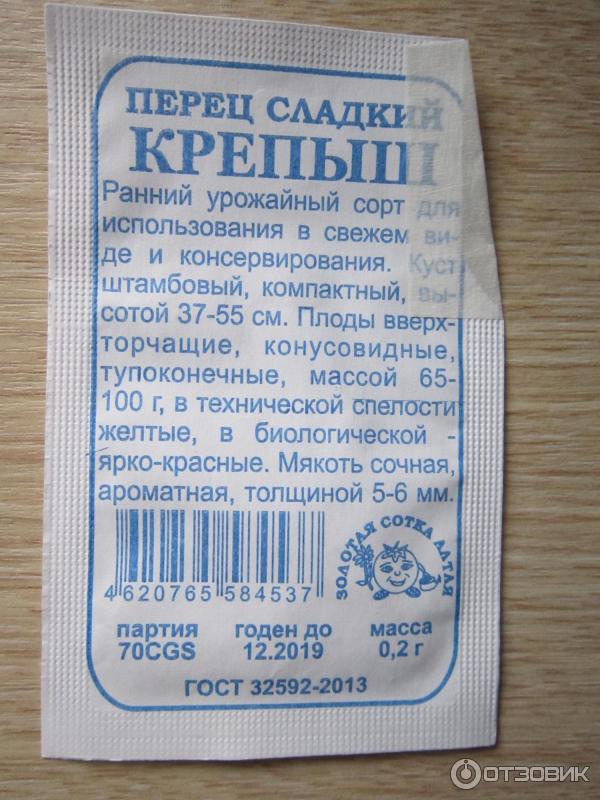 ПЕРЕЦ СЛАДКИЙ
КРЕПЫШ
Ранний урожайный сорт для
использования в свежем ви-
де и консервирования. Куст
штамбовый, компактный, вы-
сотой 37-55 см. Плоды вверх-
торчащие, конусовидные,
тупоконечные, массой 65-
100 г, в технической спелости
желтые, в биологической -
ярко-красные. Мякоть сочная,
ароматная, толщиной 5-6 мм.
ЗОЛОТАЯ СОТКА АЛТАЯ
4 620765 584537
партия годен до масса
70CGS 12.2019 0,2 г
ГОСТ 32592-2013
ОТЗОВИК